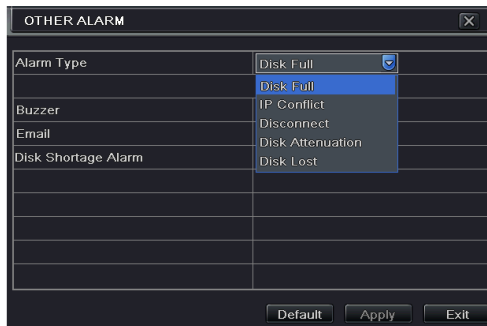 OTHER ALARM
Alarm Type
Disk Full
Disk Full
IP Conflict
Buzzer
Disconnect
Email
Disk Attenuation
Disk Shortage Alarm
Disk Lost
Default
Apply
Exit